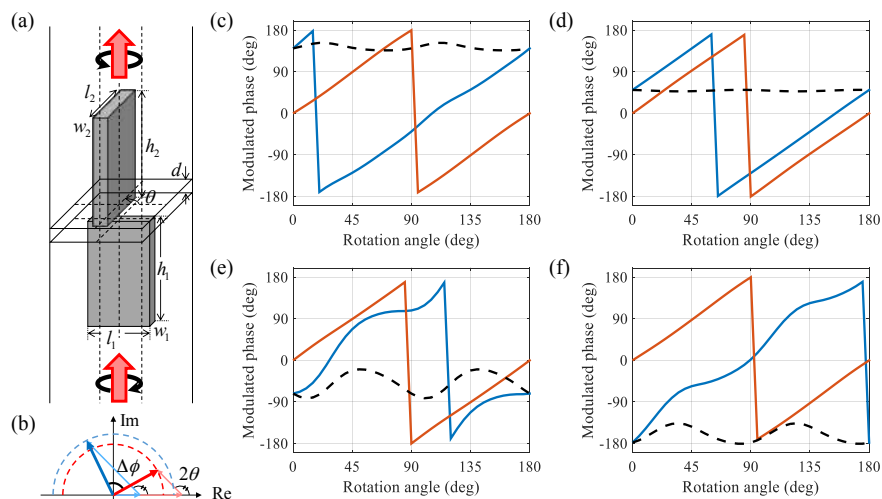 (a)
l2
w2
h2
d
θ
h1
l1
w1
(b)
Im
Δϕ
2θ
Re
(c)
180
90
0
-90
-180
Modulated phase (deg)
0 45 90 135 180
Rotation angle (deg)
(d)
180
90
0
-90
-180
Modulated phase (deg)
0 45 90 135 180
Rotation angle (deg)
(e)
180
90
0
-90
-180
Modulated phase (deg)
0 45 90 135 180
Rotation angle (deg)
(f)
180
90
0
-90
-180
Modulated phase (deg)
0 45 90 135 180
Rotation angle (deg)